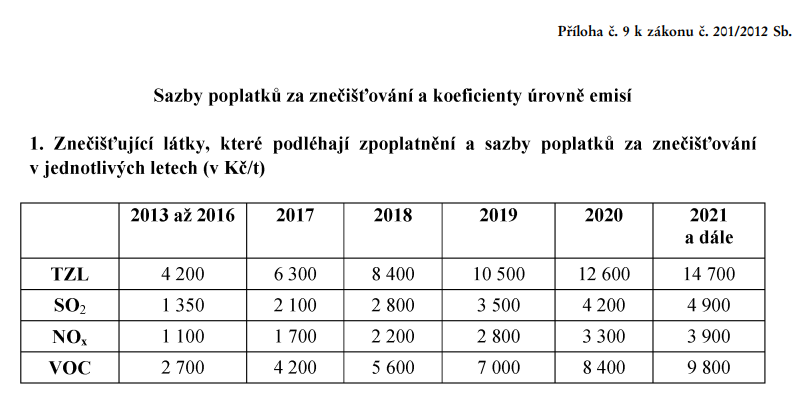 Příloha č. 9 k zákonu č. 201/2012 Sb.
Sazby poplatků za znečišťování a koeficienty úrovně emisí
1. Znečišťující látky, které podléhají zpoplatnění a sazby poplatků za znečišťování
v jednotlivých letech (v Kč/t)
2013 až 2016 2017 2018 2019 2020 2021
a dále
TZL 4 200 6 300 8 400 10 500 12 600 14 700
SO₂ 1 350 2 100 2 800 3 500 4 200 4 900
NOₓ 1 100 1 700 2 200 2 800 3 300 3 900
VOC 2 700 4 200 5 600 7 000 8 400 9 800